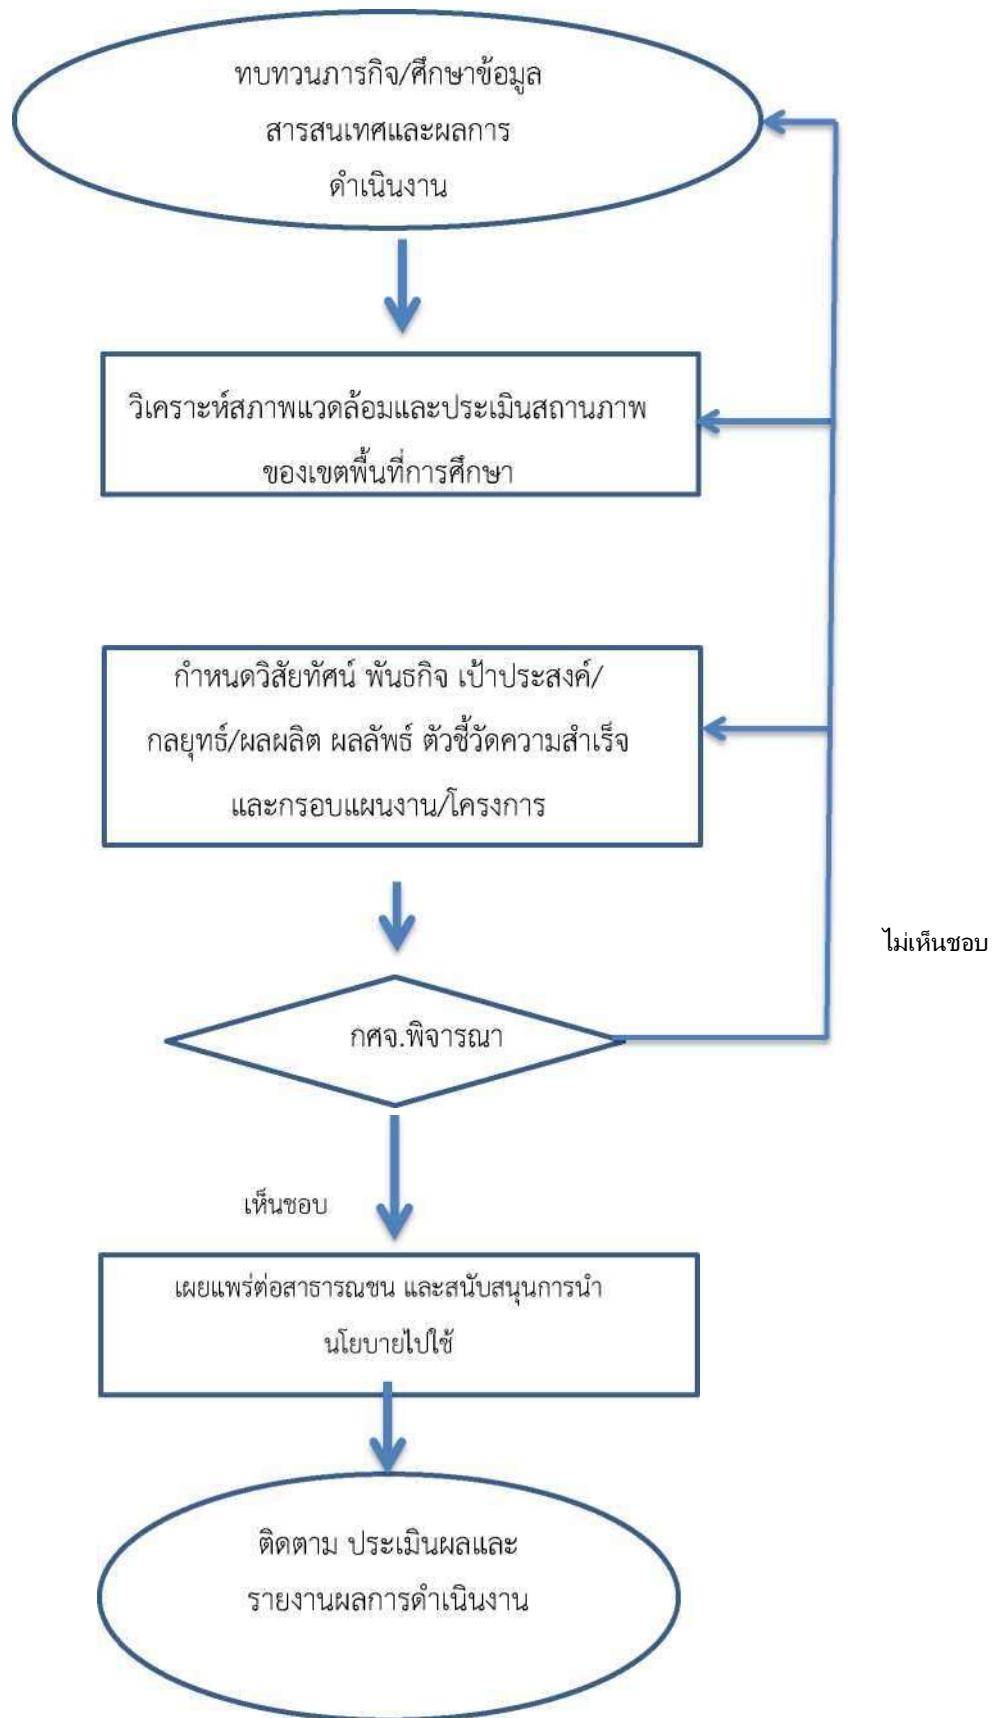 ทบทวนภารกิจ/ศึกษาข้อมูล
สารสนเทศและผลการ
ดำเนินงาน
วิเคราะห์สภาพแวดล้อมและประเมินสถานภาพ
ของเขตพื้นที่การศึกษา
กำหนดวิสัยทัศน์ พันธกิจ เป้าประสงค์/
กลยุทธ์/ผลผลิต ผลลัพธ์ ตัวชี้วัดความสำเร็จ
และกรอบแผนงาน/โครงการ
ไม่เห็นชอบ
กศจ.พิจารณา
เห็นชอบ
เผยแพร่ต่อสาธารณชน และสนับสนุนการนำ
นโยบายไปใช้
ติดตาม ประเมินผลและ
รายงานผลการดำเนินงาน